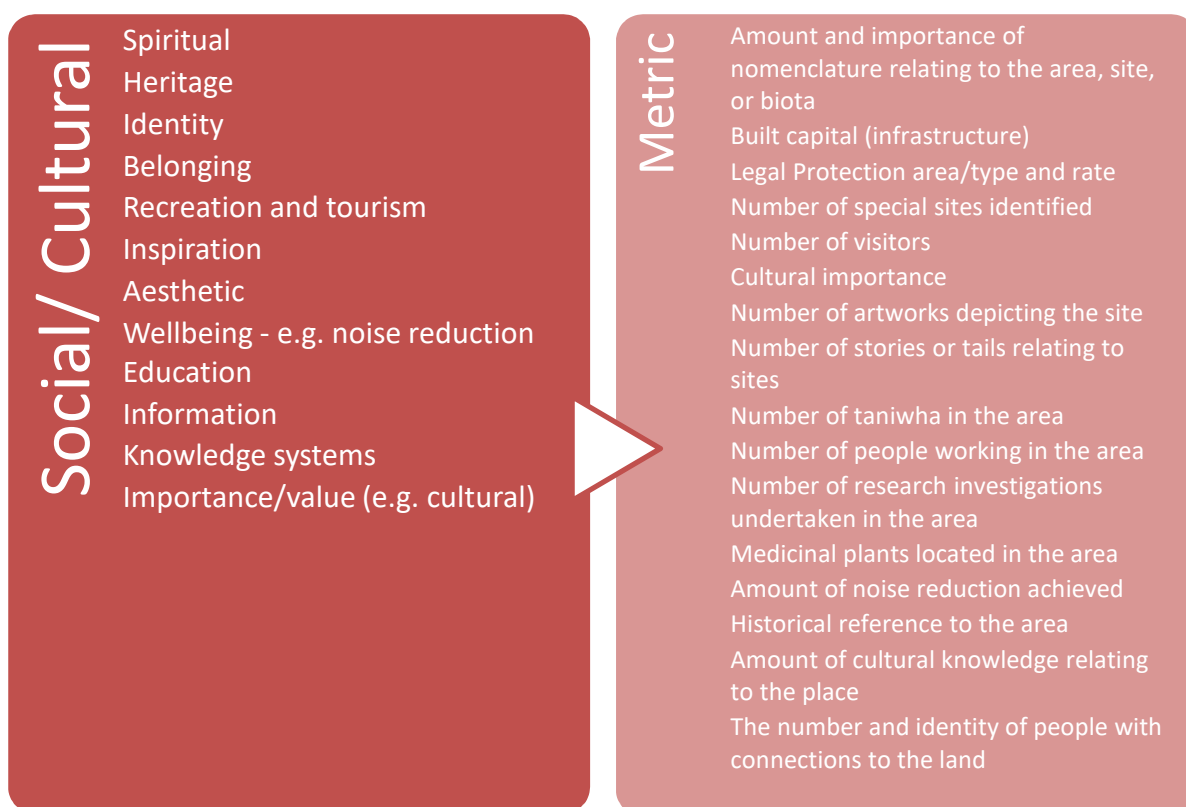 Social/ Cultural
Spiritual
Heritage
Identity
Belonging
Recreation and tourism
Inspiration
Aesthetic
Wellbeing - e.g. noise reduction
Education
Information
Knowledge systems
Importance/value (e.g. cultural)
Metric
Amount and importance of
nomenclature relating to the area, site,
or biota
Built capital (infrastructure)
Legal Protection area/type and rate
Number of special sites identified
Number of visitors
Cultural importance
Number of artworks depicting the site
Number of stories or tails relating to
sites
Number of taniwha in the area
Number of people working in the area
Number of research investigations
undertaken in the area
Medicinal plants located in the area
Amount of noise reduction achieved
Historical reference to the area
Amount of cultural knowledge relating
to the place
The number and identity of people with
connections to the land